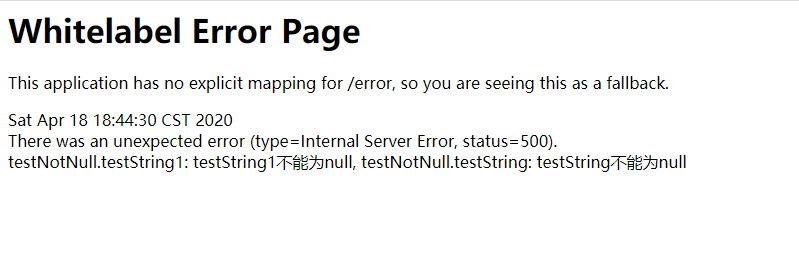 Whitelabel Error Page
This application has no explicit mapping for /error, so you are seeing this as a fallback.
Sat Apr 18 18:44:30 CST 2020
There was an unexpected error (type=Internal Server Error, status=500).
testNotNull.testString1: testString1不能为null, testNotNull.testString: testString不能为null